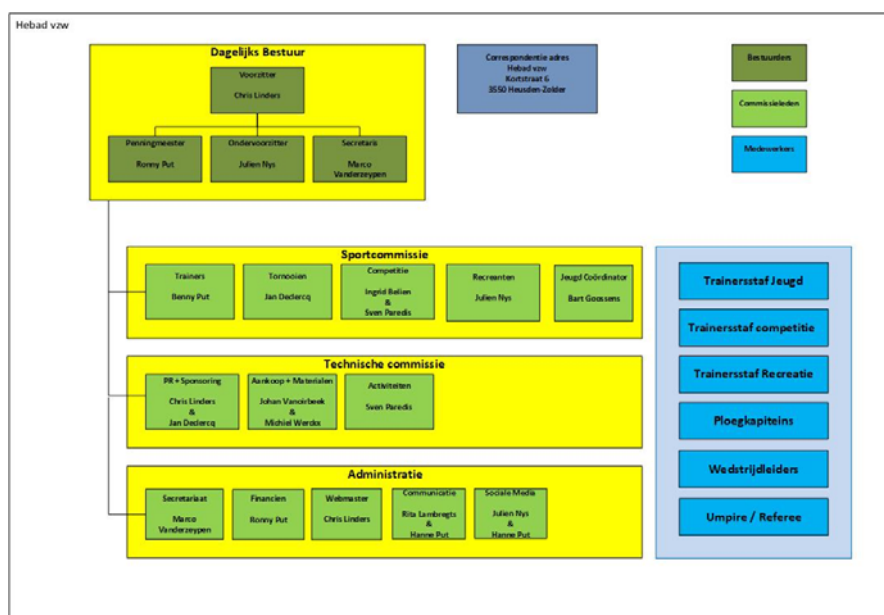 Hebad vzw
Dagelijks Bestuur
Voorzitter
Chris Linders
Penningmeester
Ronny Put
Ondervoorzitter
Julien Nys
Secretaris
Marco
Vanderzeypen
Correspondentie adres
Hebad vzw
Kortstraat 6
3550 Heusden-Zolder
Bestuurders
Commissieleden
Medewerkers
Sportcommissie
Trainers
Benny Put
Tornooien
Jan Declercq
Competitie
Ingrid Balien
&
Sven Paredis
Recreanten
Julien Nys
Jeugd Coördinator
Bart Goossens
Technische commissie
PR + Sponsoring
Chris Linders
&
Jan Declercq
Aankoop + Materialen
Johan Vanoirbeek
&
Michiel Werckx
Activiteiten
Sven Paredis
Administratie
Secretariaat
Marco
Vanderzeypen
Financien
Ronny Put
Webmaster
Chris Linders
Communicatie
Rita Lambregts
&
Hanne Put
Sociale Media
Julien Nys
&
Hanne Put
Trainersstaf Jeugd
Trainersstaf competitie
Trainersstaf Recreatie
Ploegkapiteins
Wedstrijdleiders
Umpire / Referee